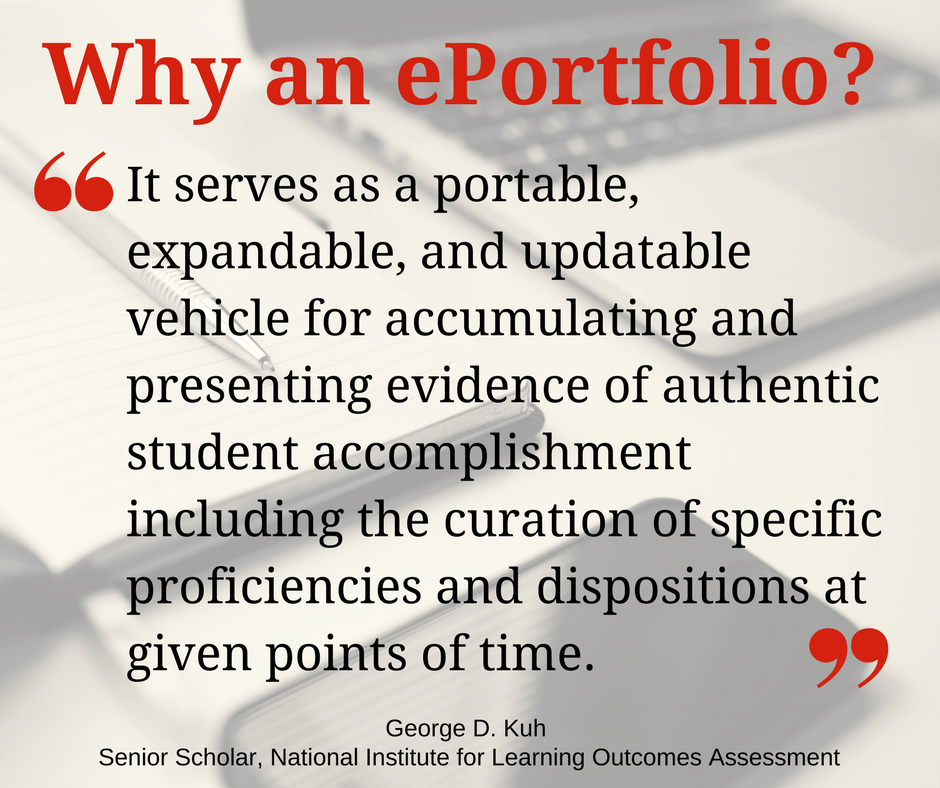 Why an ePortfolio?
“It serves as a portable,
expandable, and updatable
vehicle for accumulating and
presenting evidence of authentic
student accomplishment
including the curation of specific
proficiencies and dispositions at
given points of time.”
George D. Kuh
Senior Scholar, National Institute for Learning Outcomes Assessment